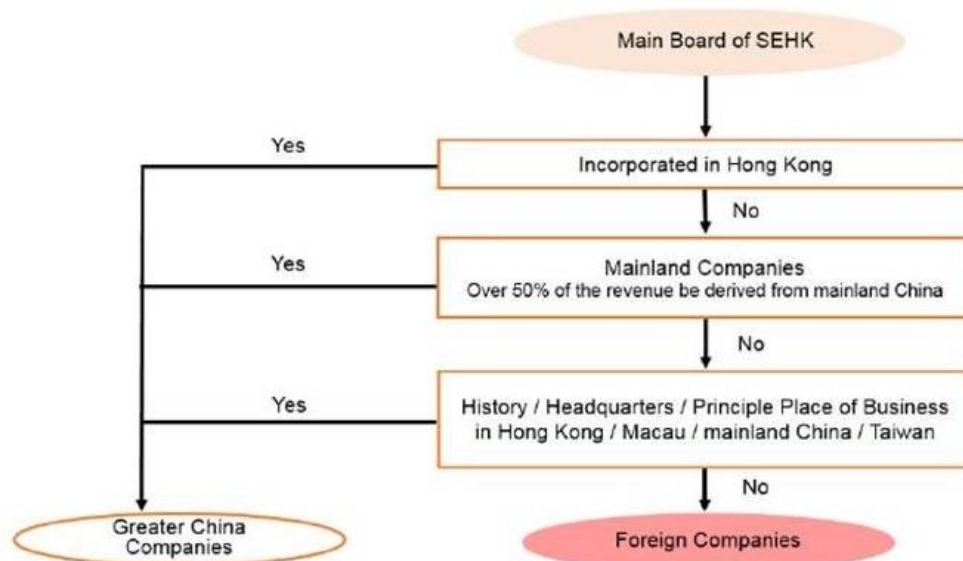 Main Board of SEHK
Yes
Incorporated in Hong Kong
No
Yes
Mainland Companies
Over 50% of the revenue be derived from mainland China
No
Yes
History / Headquarters / Principle Place of Business
in Hong Kong / Macau / mainland China / Taiwan
No
Greater China
Companies
Foreign Companies